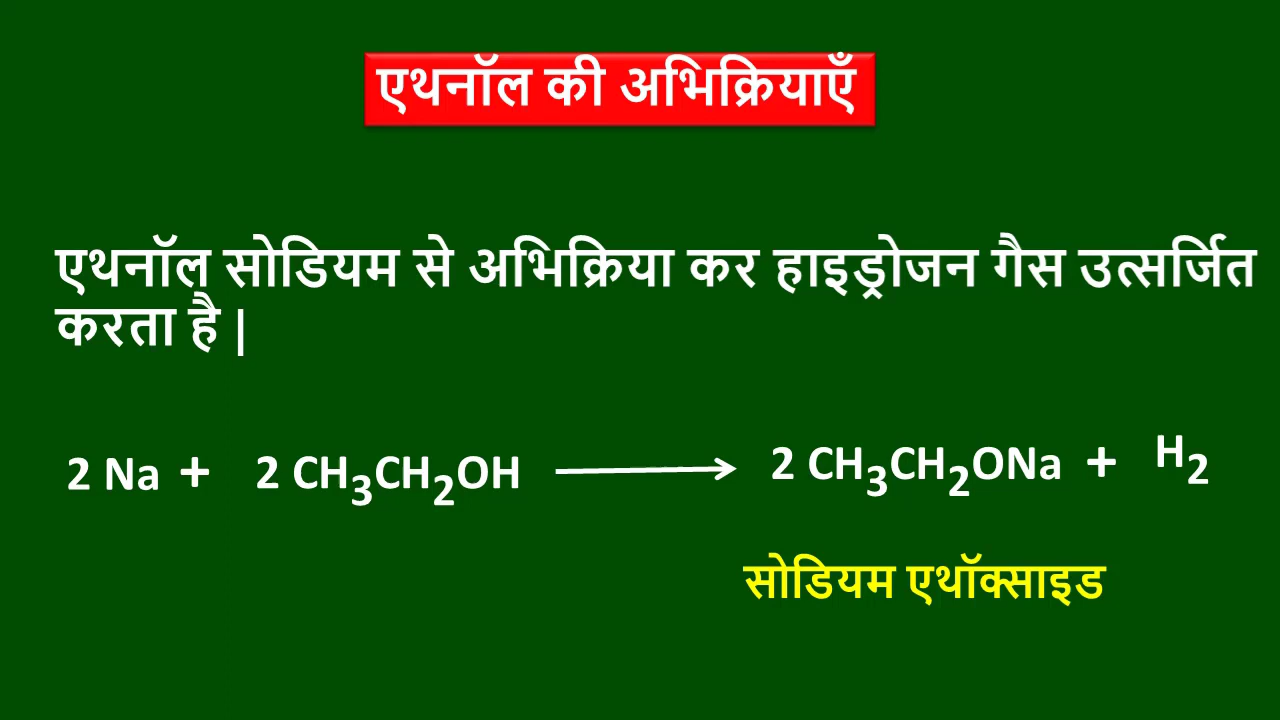 एथनॉल की अभिक्रियाएँ
एथनॉल सोडियम से अभिक्रिया कर हाइड्रोजन गैस उत्सर्जित
करता है |
2 Na + 2 CH₃CH₂OH ⟶ 2 CH₃CH₂ONa + H₂
सोडियम एथॉक्साइड